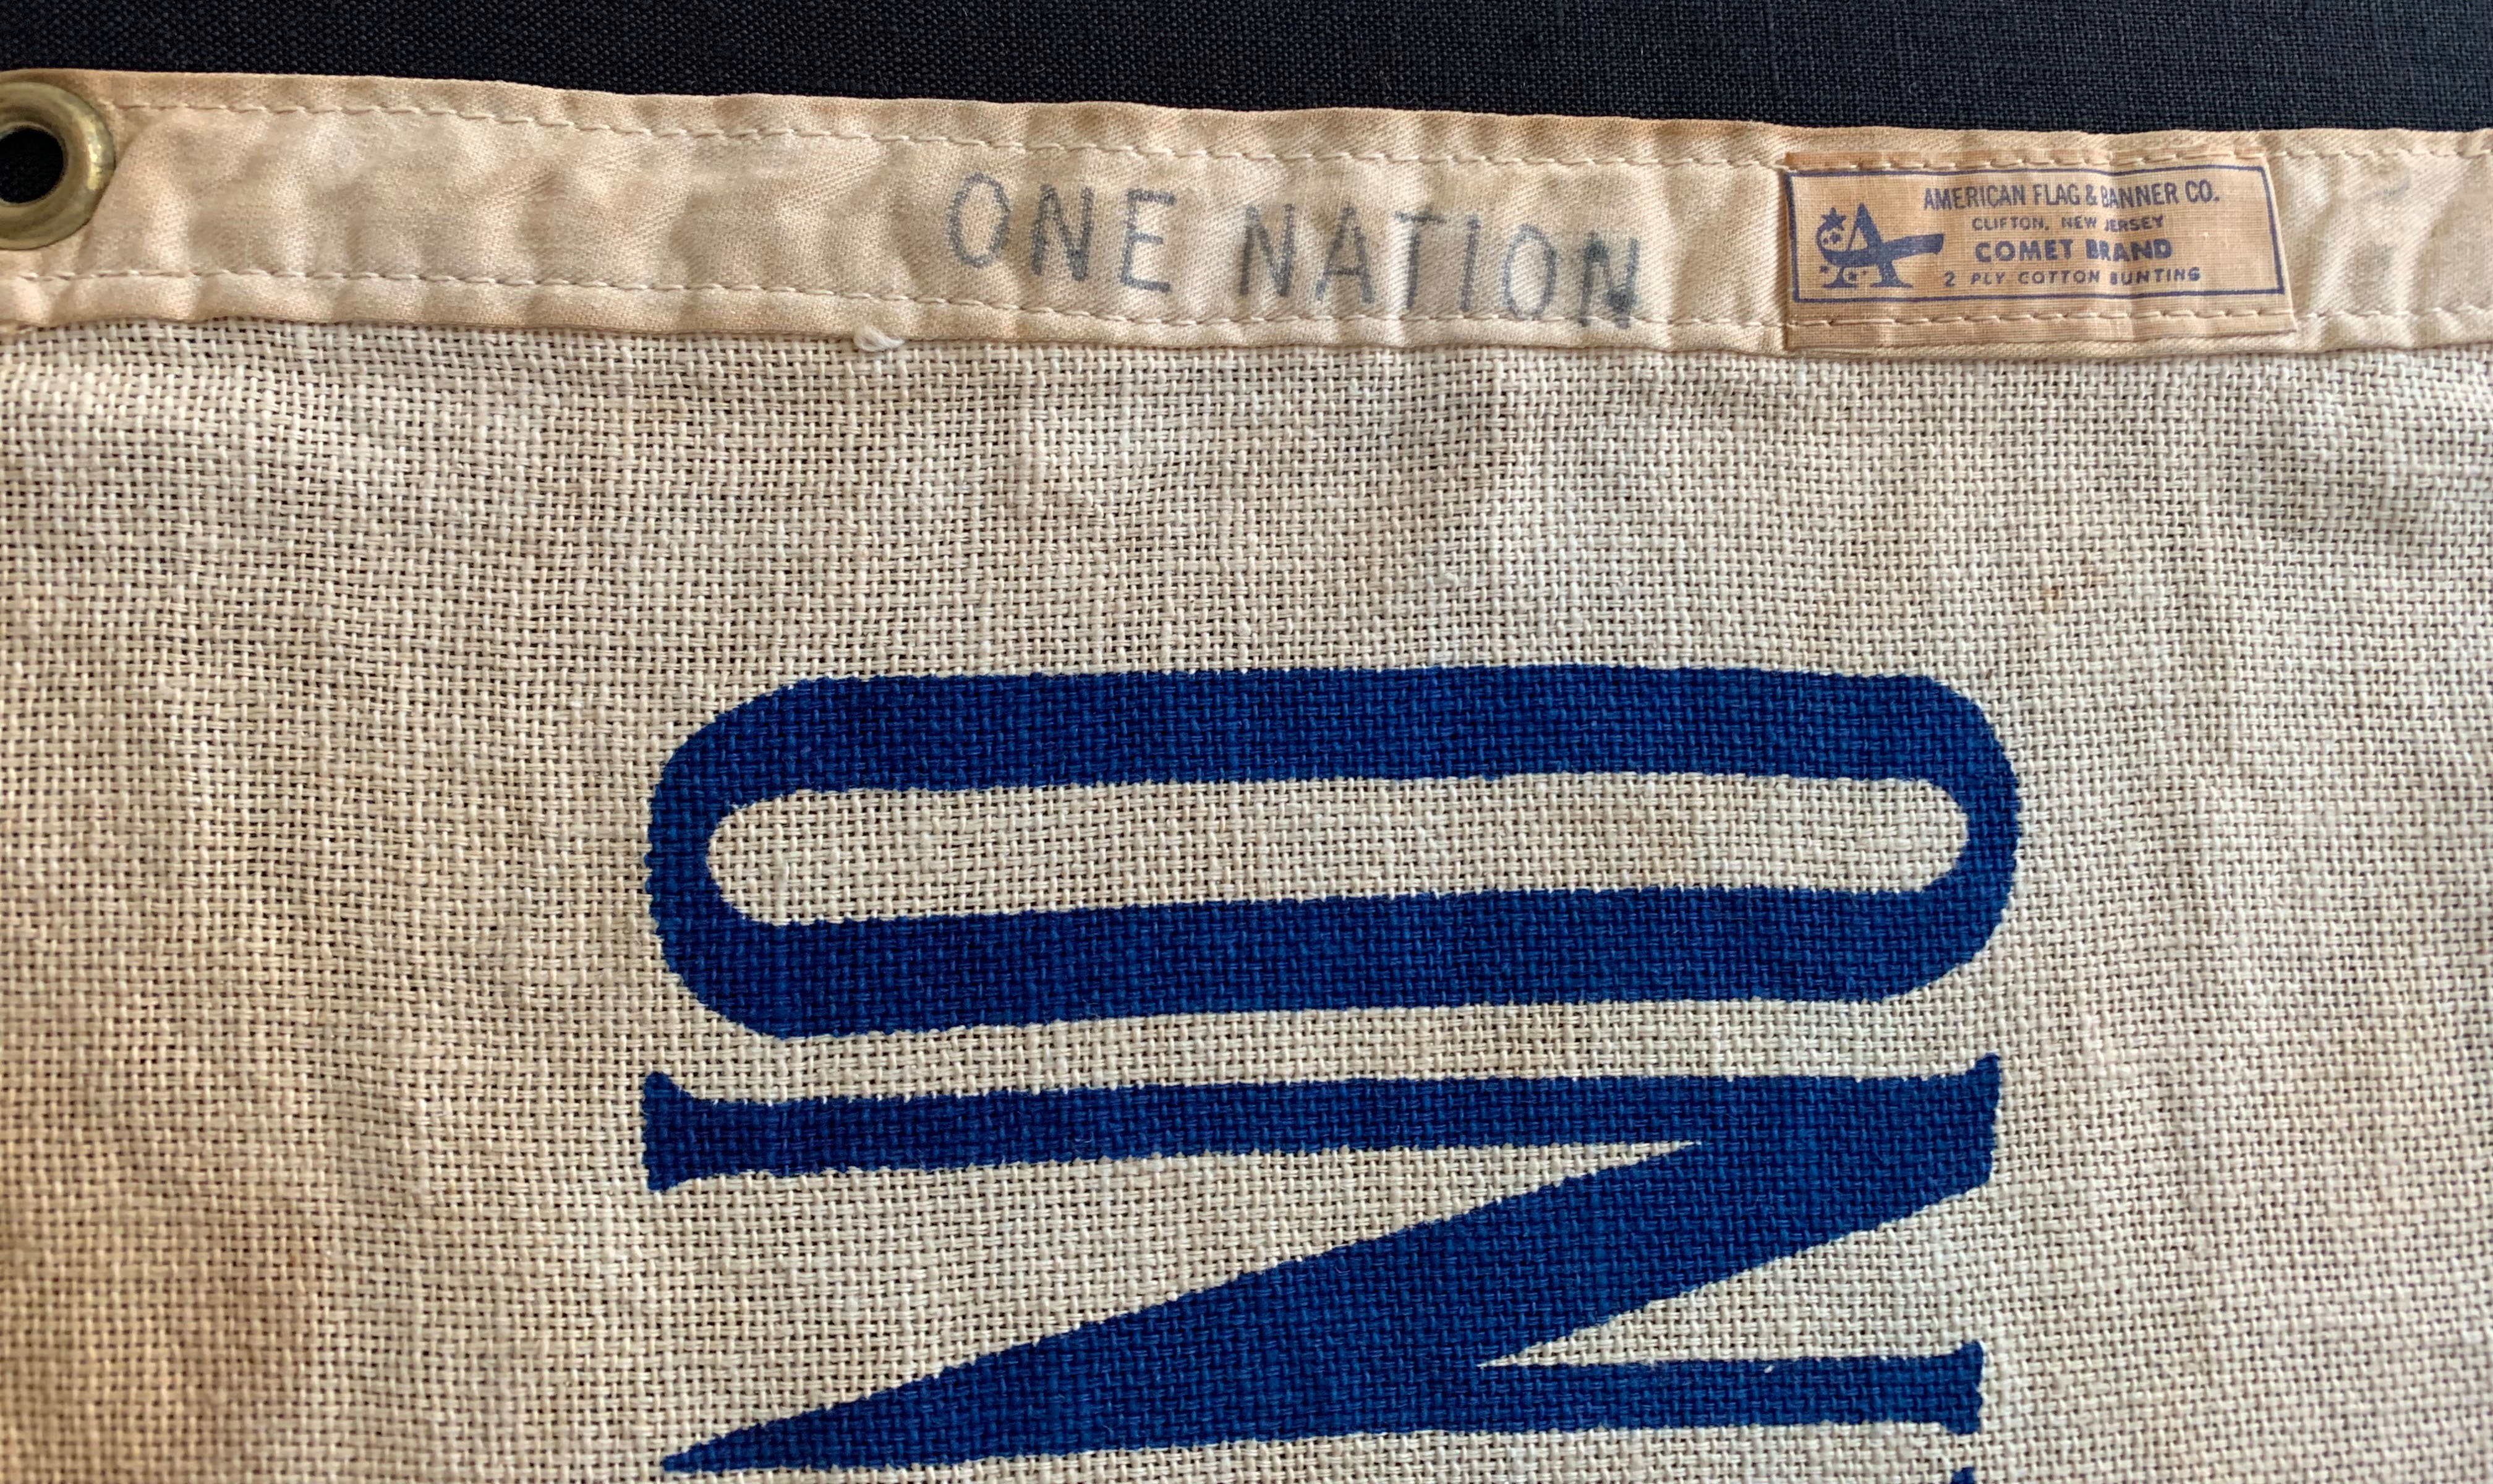 ONE NATION
AMERICAN FLAG & BANNER CO.
CLIFTON, NEW JERSEY
COMET BRAND
2 PLY COTTON BUNTING
ON